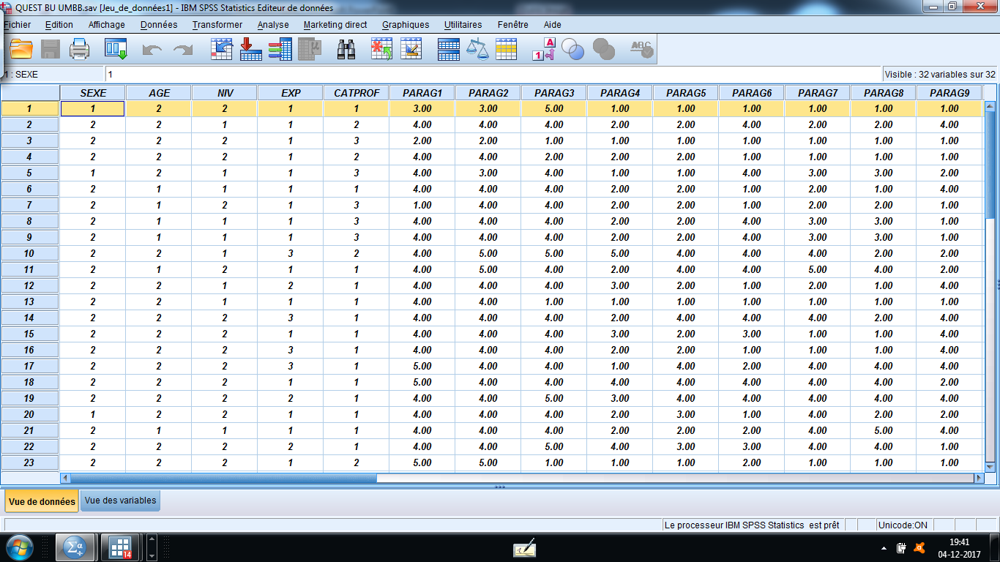 QUEST BU UMBB.sav [Jeu_de_données1] - IBM SPSS Statistics Editeur de données
Fichier Edition Affichage Données Transformer Analyse Marketing direct Graphiques Utilitaires Fenêtre Aide
1 : SEXE 1 Visible : 32 variables sur 32
SEXE AGE NIV EXP CATPROF PARAG1 PARAG2 PARAG3 PARAG4 PARAG5 PARAG6 PARAG7 PARAG8 PARAG9
1 1 2 2 1 1 3.00 3.00 5.00 1.00 1.00 1.00 1.00 1.00 1.00
2 2 2 1 1 2 4.00 4.00 4.00 2.00 2.00 4.00 2.00 2.00 4.00
3 2 2 2 1 3 2.00 2.00 1.00 1.00 1.00 1.00 1.00 1.00 1.00
4 2 2 2 1 2 4.00 4.00 2.00 2.00 2.00 1.00 1.00 1.00 1.00
5 1 2 1 1 3 4.00 3.00 4.00 1.00 1.00 4.00 3.00 3.00 2.00
6 2 1 1 1 1 4.00 4.00 4.00 2.00 2.00 1.00 2.00 1.00 4.00
7 2 1 2 1 3 1.00 4.00 4.00 2.00 2.00 1.00 2.00 2.00 1.00
8 2 1 1 1 3 4.00 4.00 4.00 2.00 2.00 4.00 3.00 3.00 1.00
9 2 1 1 1 3 4.00 4.00 4.00 2.00 2.00 4.00 3.00 3.00 1.00
10 2 2 1 3 2 4.00 5.00 5.00 5.00 4.00 4.00 4.00 2.00 2.00
11 2 1 2 1 1 4.00 5.00 4.00 2.00 4.00 4.00 5.00 4.00 2.00
12 2 2 1 2 1 4.00 4.00 4.00 3.00 2.00 1.00 2.00 1.00 4.00
13 2 2 1 1 1 4.00 4.00 1.00 1.00 1.00 1.00 1.00 1.00 1.00
14 2 2 2 3 1 4.00 4.00 4.00 2.00 4.00 4.00 4.00 2.00 4.00
15 2 2 2 1 1 4.00 4.00 4.00 3.00 2.00 3.00 1.00 1.00 4.00
16 2 2 2 3 1 4.00 4.00 4.00 2.00 2.00 1.00 1.00 1.00 4.00
17 2 2 2 3 1 5.00 4.00 4.00 1.00 4.00 2.00 4.00 4.00 4.00
18 2 2 2 1 1 5.00 4.00 4.00 4.00 4.00 4.00 4.00 4.00 2.00
19 2 2 2 2 1 4.00 4.00 5.00 3.00 4.00 4.00 4.00 4.00 4.00
20 1 2 2 1 1 4.00 4.00 4.00 2.00 3.00 1.00 4.00 2.00 2.00
21 2 1 1 1 1 4.00 4.00 4.00 2.00 2.00 2.00 4.00 5.00 4.00
22 2 2 2 2 1 4.00 4.00 5.00 4.00 3.00 3.00 4.00 4.00 1.00
23 2 2 2 1 2 5.00 5.00 1.00 1.00 1.00 2.00 1.00 1.00 1.00
Vue de données Vue des variables
Le processeur IBM SPSS Statistics est prêt Unicode:ON
14
19:41
04-12-2017